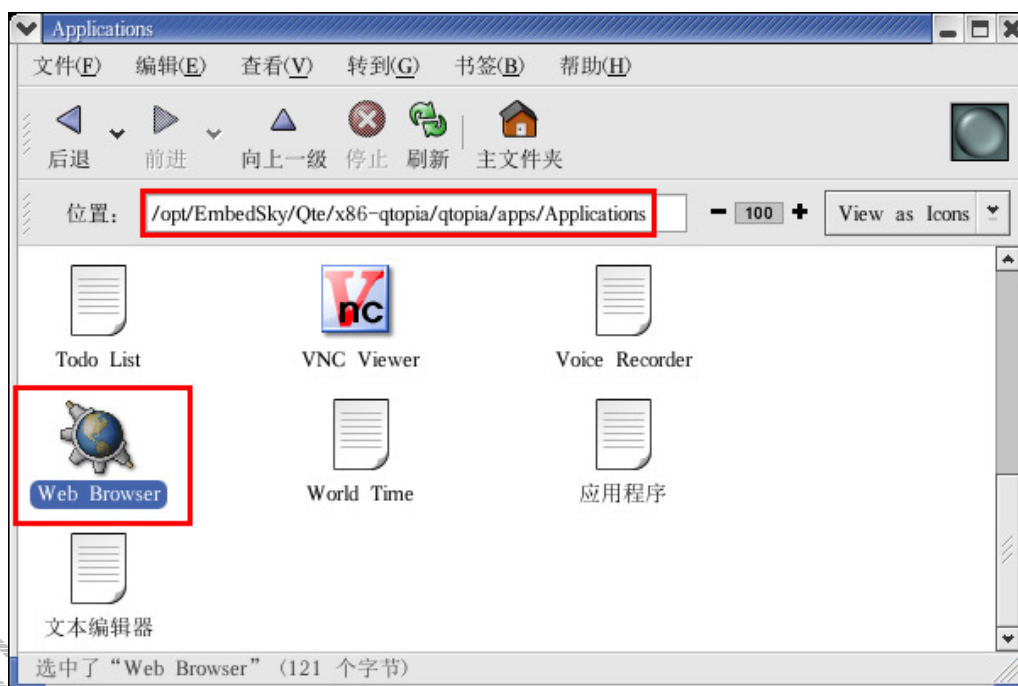 Applications
文件(F) 编辑(E) 查看(V) 转到(G) 书签(B) 帮助(H)
后退 前进 向上一级 停止 刷新 主文件夹
位置: /opt/EmbedSky/Qte/x86-qtopia/qtopia/apps/Applications 100 View as Icons
Vnc
Todo List VNC Viewer Voice Recorder
Web Browser World Time 应用程序
文本编辑器
选中了“Web Browser” (121 个字节)